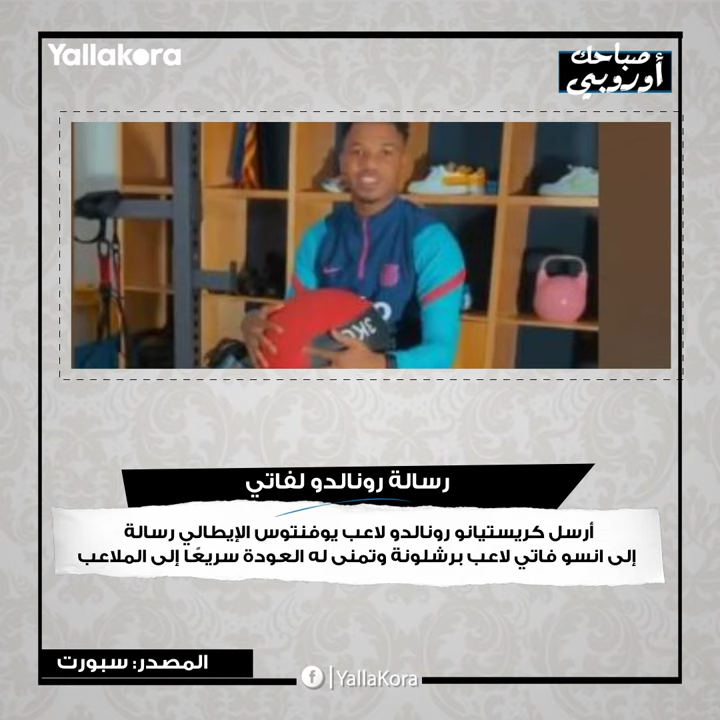 Yallakora
صباحك
أوروبي
رسالة رونالدو لفاتي
أرسل كريستيانو رونالدو لاعب يوفنتوس الإيطالي رسالة
إلى انسو فاتي لاعب برشلونة وتمنى له العودة سريعًا إلى الملاعب
المصدر: سبورت
YallaKora